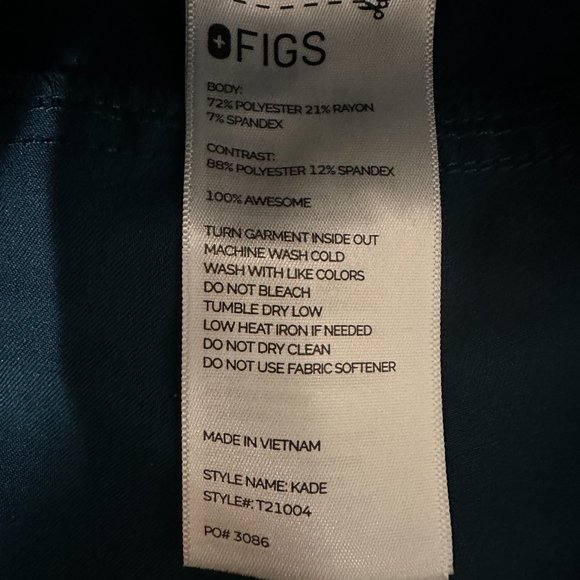 FIGS
BODY:
72% POLYESTER 21% RAYON
7% SPANDEX
CONTRAST:
88% POLYESTER 12% SPANDEX
100% AWESOME
TURN GARMENT INSIDE OUT
MACHINE WASH COLD
WASH WITH LIKE COLORS
DO NOT BLEACH
TUMBLE DRY LOW
LOW HEAT IRON IF NEEDED
DO NOT DRY CLEAN
DO NOT USE FABRIC SOFTENER
MADE IN VIETNAM
STYLE NAME: KADE
STYLE#: T21004
PO# 3086